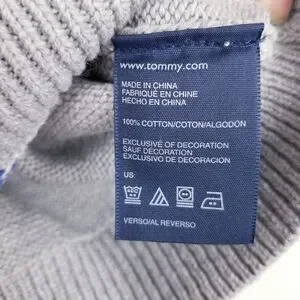 www.tommy.com
MADE IN CHINA
FABRIQUÉ EN CHINE
HECHO EN CHINA
100% COTTON/COTON/ALGODON
EXCLUSIVE OF DECORATION
SAUF DÉCORATION
EXCLUSIVO DE DECORACIÓN
US:
VERSO/AL REVERSO